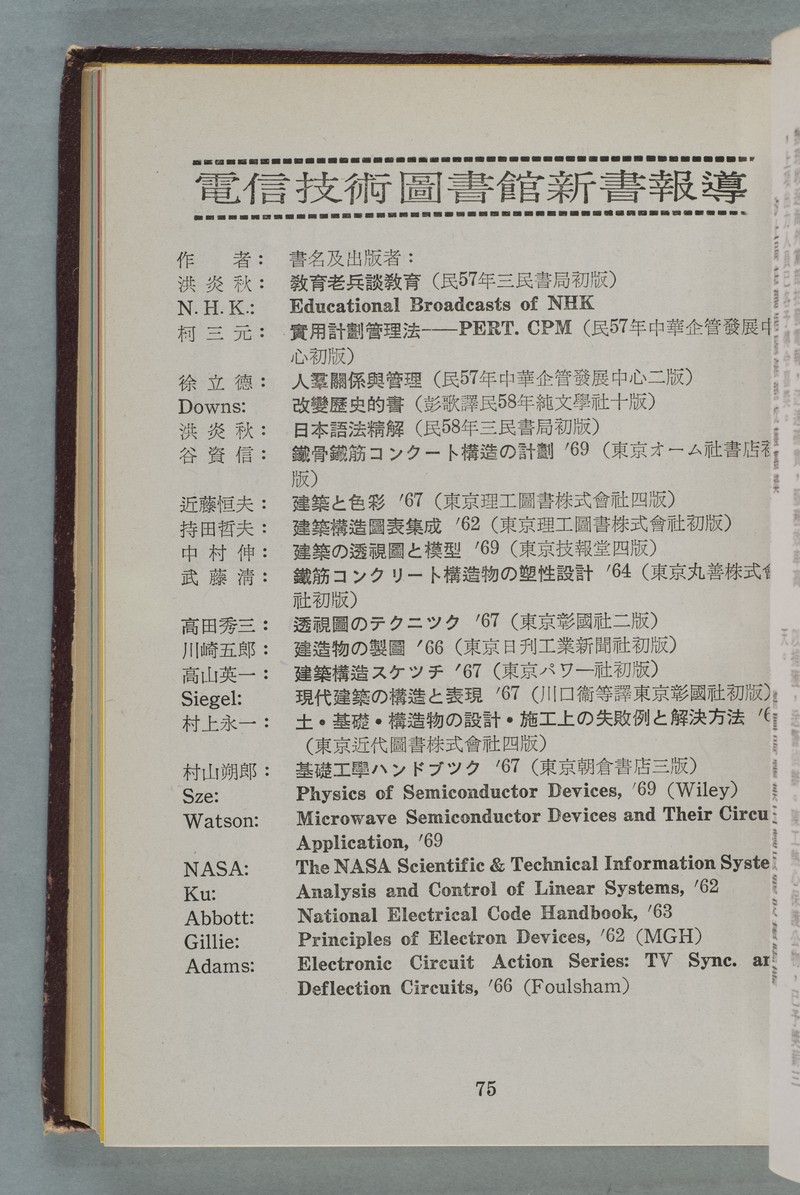 電信技術圖書館新書報導
作者： 書名及出版者：
洪炎秋： 教育老兵談教育（民57年三民書局初版）
N.H.K.: Educational Broadcasts of NHK
柯三元： 實用計劃管理法——PERT. CPM（民57年中華企管發展中
心初版）
徐立德： 人羣關係與管理（民57年中華企管發展中心二版）
Downs: 改變歷史的書（彭歌譯民58年純文學社十版）
洪炎秋： 日本語法精解（民58年三民書局初版）
谷資信： 鐵骨鐵筋コンクート構造の計劃 '69（東京オーム社書店
版）
近藤恒夫： 建築と色彩 '67（東京理工圖書株式會社四版）
持田哲夫： 建築構造圖表集成 '62（東京理工圖書株式會社初版）
中村伸： 建築の透視圖と模型 '69（東京技報堂四版）
武藤清： 鐵筋コンクリート構造物の塑性設計 '64（東京丸善株式會
社初版）
高田秀三： 透視圖のテクニツク '67（東京彰國社二版）
川崎五郎： 建造物の製圖 '66（東京日刋工業新聞社初版）
高山英一： 建築構造スケツチ '67（東京パワー社初版）
Siegel: 現代建築の構造と表現 '67（川口衞等譯東京彰國社初版）
村上永一： 土・基礎・構造物の設計・施工上の失敗例と解決方法
（東京近代圖書株式會社四版）
村山朔郎： 基礎工學ハンドブツク '67（東京朝倉書店三版）
Sze: Physics of Semiconductor Devices, '69 (Wiley)
Watson: Microwave Semiconductor Devices and Their Circu
Application, '69
NASA: The NASA Scientific & Technical Information Syste
Ku: Analysis and Control of Linear Systems, '62
Abbott: National Electrical Code Handbook, '63
Gillie: Principles of Electron Devices, '62 (MGH)
Adams: Electronic Circuit Action Series: TV Sync. an
Deflection Circuits, '66 (Foulsham)
75